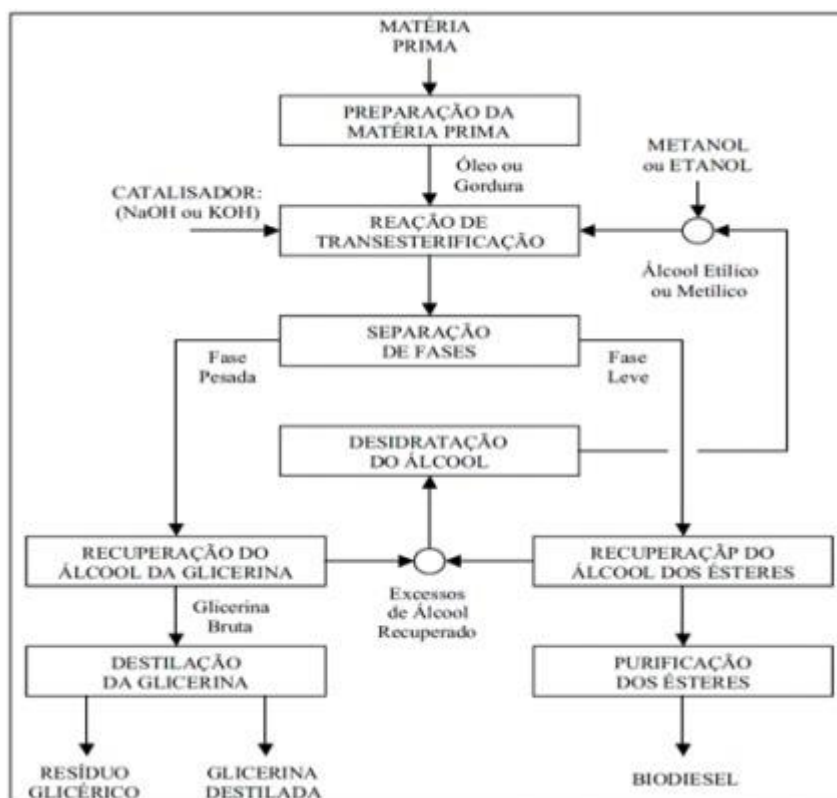 MATÉRIA
PRIMA
PREPARAÇÃO DA
MATÉRIA PRIMA
METANOL
ou ETANOL
Óleo ou
Gordura
CATALISADOR:
(NaOH ou KOH)
REAÇÃO DE
TRANSESTERIFICAÇÃO
Álcool Etílico
ou Metílico
SEPARAÇÃO
DE FASES
Fase
Pesada
Fase
Leve
DESIDRATAÇÃO
DO ÁLCOOL
RECUPERAÇÃO DO
ÁLCOOL DA GLICERINA
RECUPERAÇÃP DO
ÁLCOOL DOS ÉSTERES
Excessos
de Álcool
Recuperado
Glicerina
Bruta
DESTILAÇÃO
DA GLICERINA
PURIFICAÇÃO
DOS ÊSTERES
RESÍDUO
GLICÉRICO
GLICERINA
DESTILADA
BIODIESEL